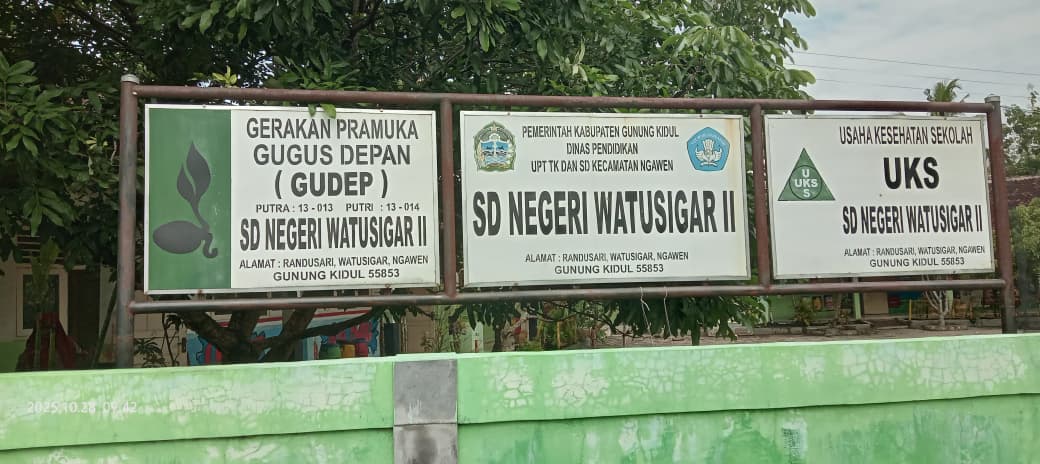 GERAKAN PRAMUKA
GUGUS DEPAN
( GUDEP )
PUTRA : 13 - 013 PUTRI : 13 - 014
SD NEGERI WATUSIGAR II
ALAMAT : RANDUSARI, WATUSIGAR, NGAWEN
GUNUNG KIDUL 55853
PEMERINTAH KABUPATEN GUNUNG KIDUL
DINAS PENDIDIKAN
UPT TK DAN SD KECAMATAN NGAWEN
SD NEGERI WATUSIGAR II
ALAMAT : RANDUSARI, WATUSIGAR, NGAWEN
GUNUNG KIDUL 55853
USAHA KESEHATAN SEKOLAH
U
UKS
S
UKS
SD NEGERI WATUSIGAR II
ALAMAT : RANDUSARI, WATUSIGAR, NGAWEN
GUNUNG KIDUL 55853
2025.10.28 09:42